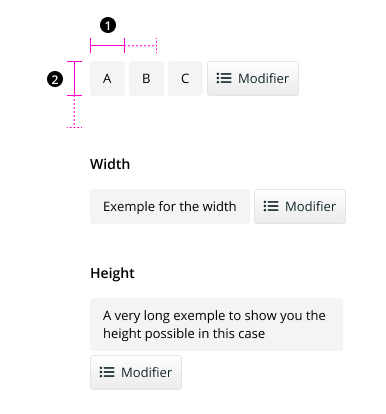 1
2
A B C Modifier
Width
Exemple for the width Modifier
Height
A very long exemple to show you the
height possible in this case
Modifier